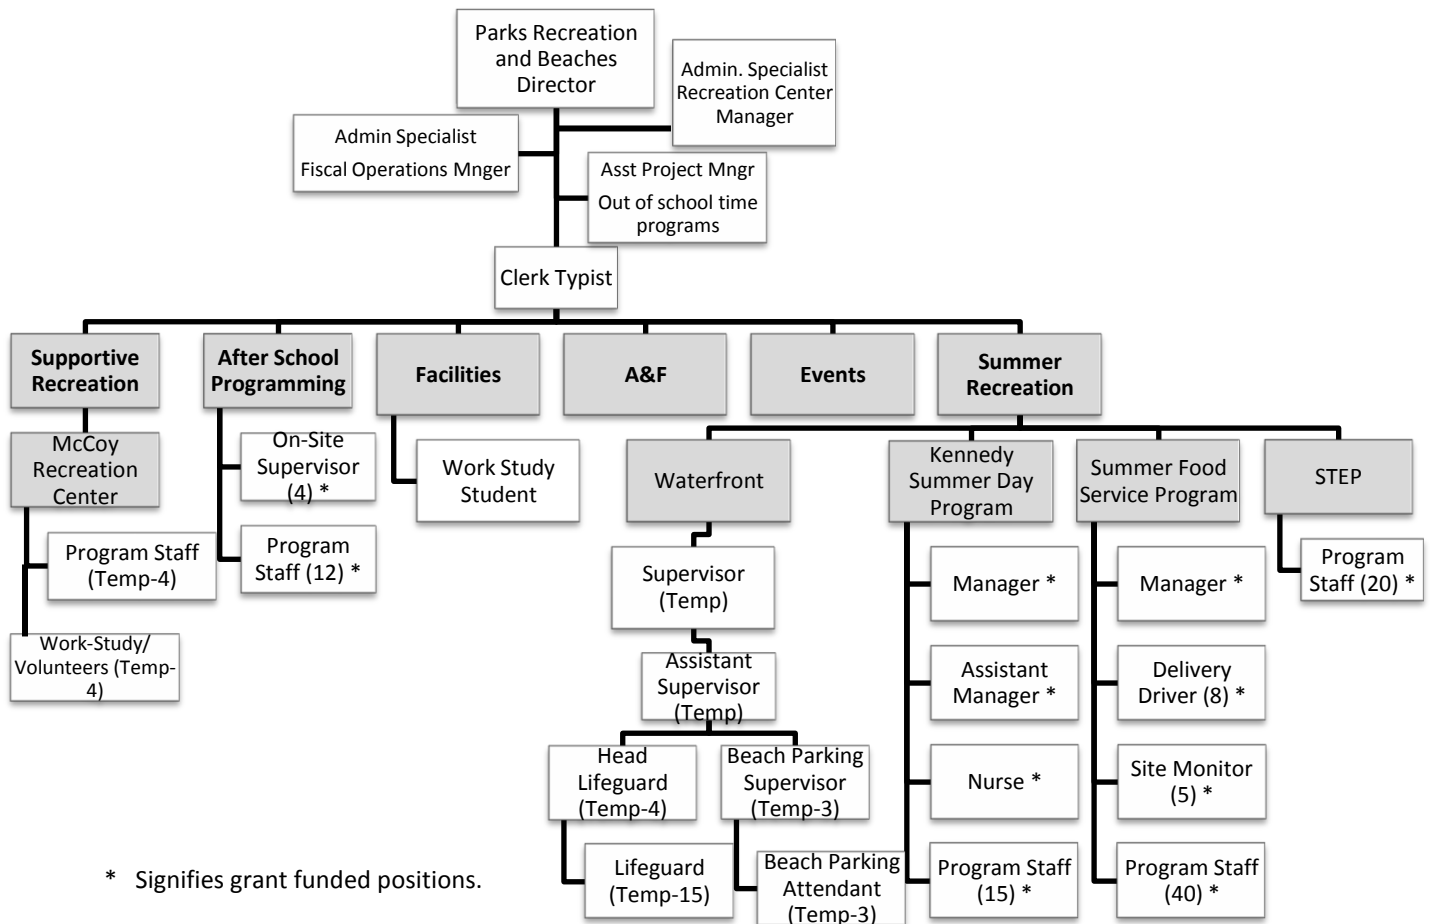 Parks Recreation
and Beaches
Director
Admin. Specialist
Recreation Center
Manager
Admin Specialist
Fiscal Operations Mnger
Asst Project Mngr
Out of school time
programs
Clerk Typist
Supportive
Recreation
After School
Programming
Facilities
A&F
Events
Summer
Recreation
McCoy
Recreation
Center
Program Staff
(Temp-4)
Work-Study/
Volunteers (Temp-
4)
On-Site
Supervisor
(4) *
Program
Staff (12) *
Work Study
Student
Waterfront
Supervisor
(Temp)
Assistant
Supervisor
(Temp)
Head
Lifeguard
(Temp-4)
Lifeguard
(Temp-15)
Beach Parking
Supervisor
(Temp-3)
Beach Parking
Attendant
(Temp-3)
Kennedy
Summer Day
Program
Manager *
Assistant
Manager *
Nurse *
Program Staff
(15) *
Summer Food
Service Program
Manager *
Delivery
Driver (8) *
Site Monitor
(5) *
Program Staff
(40) *
STEP
Program
Staff (20) *
* Signifies grant funded positions.